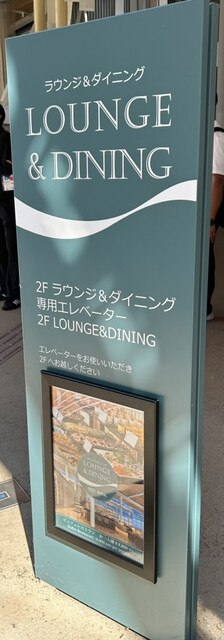 ラウンジ&ダイニング
LOUNGE
& DINING
2F ラウンジ&ダイニング
専用エレベーター
2F LOUNGE&DINING
エレベーターをお使いいただき
2F へお越しください
LOUNGE
& DINING